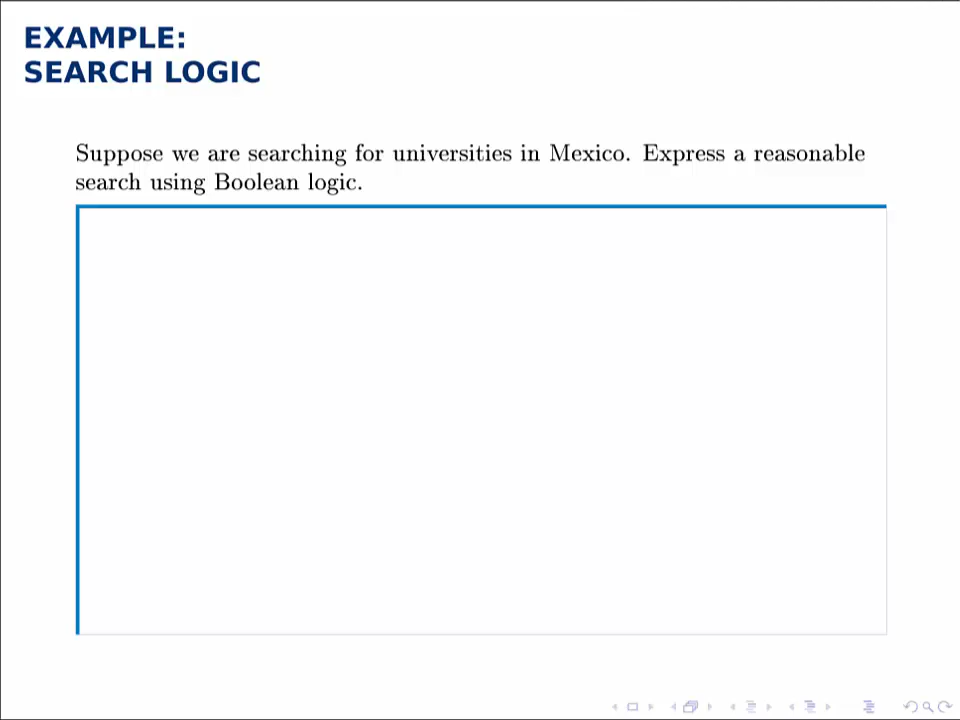 EXAMPLE:
SEARCH LOGIC
Suppose we are searching for universities in Mexico. Express a reasonable
search using Boolean logic.